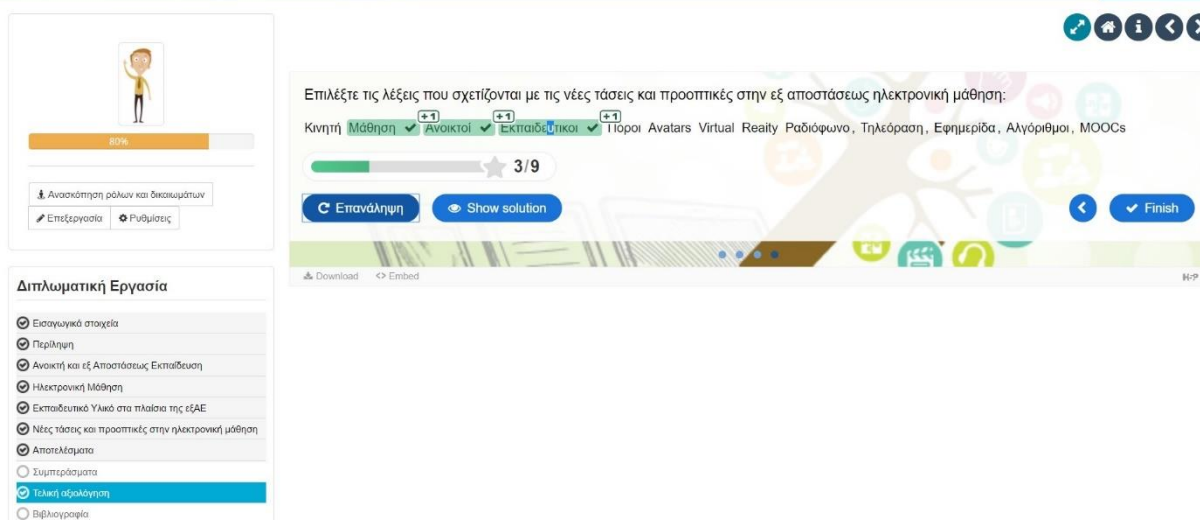 80%
Ανασκόπηση ρόλων και δικαιωμάτων
Επεξεργασία Ρυθμίσεις
Διπλωματική Εργασία
Εισαγωγικά στοιχεία
Περίληψη
Ανοικτή και εξ Αποστάσεως Εκπαίδευση
Ηλεκτρονική Μάθηση
Εκπαιδευτικό Υλικό στα πλαίσια της εξΑΕ
Νέες τάσεις και προοπτικές στην ηλεκτρονική μάθηση
Αποτελέσματα
Συμπεράσματα
Τελική αξιολόγηση
Βιβλιογραφία
Επιλέξτε τις λέξεις που σχετίζονται με τις νέες τάσεις και προοπτικές στην εξ αποστάσεως ηλεκτρονική μάθηση:
+1 +1 +1
Κινητή Μάθηση Ανοικτοί Εκπαιδευτικοι Πόροι Avatars Virtual Reaity Ραδιόφωνο, Τηλεόραση, Εφημερίδα, Αλγόριθμοι, MOOCs
3/9
Επανάληψη Show solution Finish
Download <> Embed H5P